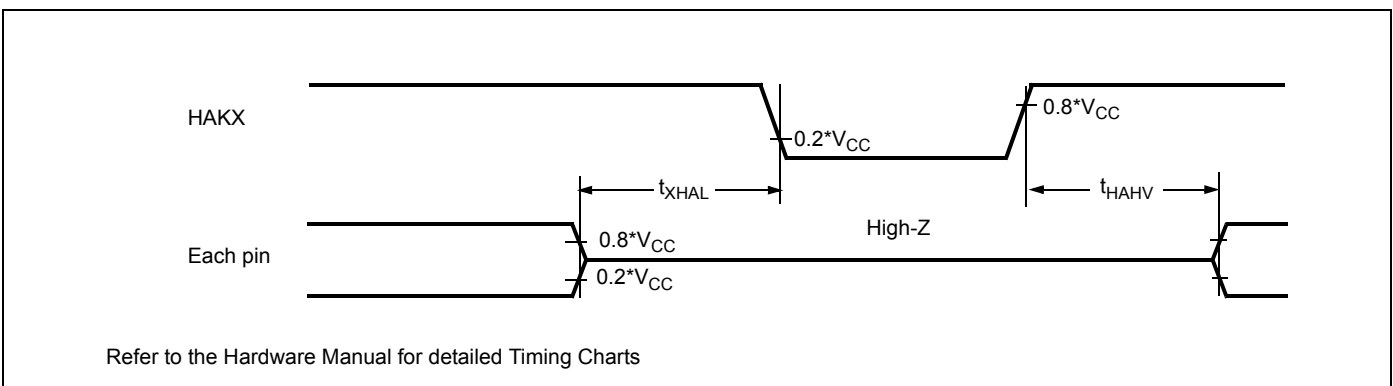 HAKX
0.2*VCC
0.8*VCC
tXHAL
tHAHV
High-Z
Each pin
0.8*VCC
0.2*VCC
Refer to the Hardware Manual for detailed Timing Charts